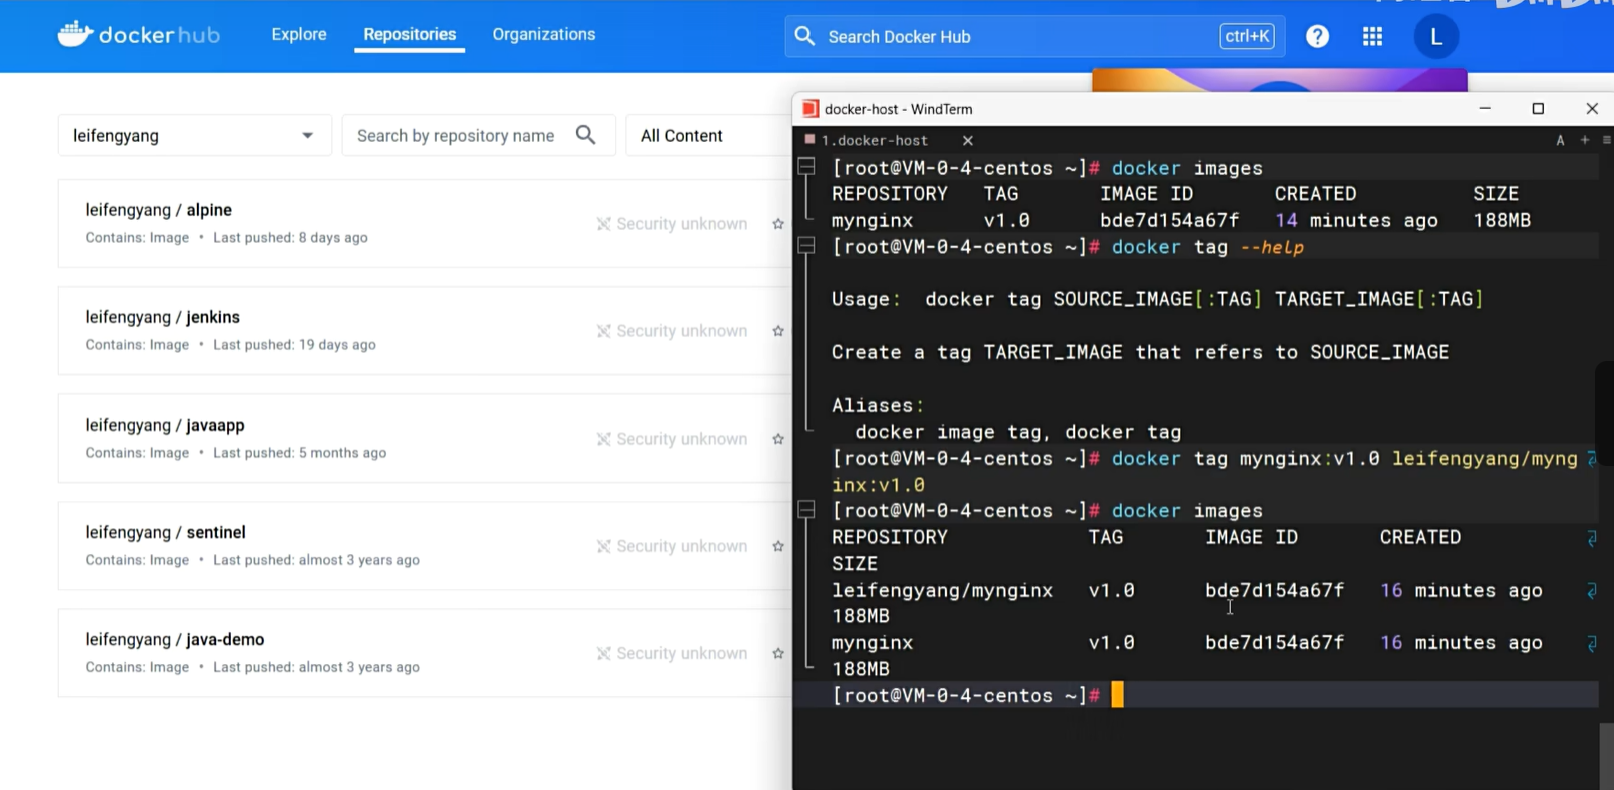 dockerhub
Explore
Repositories
Organizations
Search Docker Hub
ctrl+K
?
L
leifengyang
Search by repository name
All Content
leifengyang / alpine
Contains: Image • Last pushed: 8 days ago
Security unknown
leifengyang / jenkins
Contains: Image • Last pushed: 19 days ago
Security unknown
leifengyang / javaapp
Contains: Image • Last pushed: 5 months ago
Security unknown
leifengyang / sentinel
Contains: Image • Last pushed: almost 3 years ago
Security unknown
leifengyang / java-demo
Contains: Image • Last pushed: almost 3 years ago
Security unknown
docker-host - WindTerm
1.docker-host
A
[root@VM-0-4-centos ~]# docker images
REPOSITORY TAG IMAGE ID CREATED SIZE
mynginx v1.0 bde7d154a67f 14 minutes ago 188MB
[root@VM-0-4-centos ~]# docker tag --help
Usage: docker tag SOURCE_IMAGE[:TAG] TARGET_IMAGE[:TAG]
Create a tag TARGET_IMAGE that refers to SOURCE_IMAGE
Aliases:
docker image tag, docker tag
[root@VM-0-4-centos ~]# docker tag mynginx:v1.0 leifengyang/myng
inx:v1.0
[root@VM-0-4-centos ~]# docker images
REPOSITORY TAG IMAGE ID CREATED
SIZE
leifengyang/mynginx v1.0 bde7d154a67f 16 minutes ago
188MB
mynginx v1.0 bde7d154a67f 16 minutes ago
188MB
[root@VM-0-4-centos ~]#